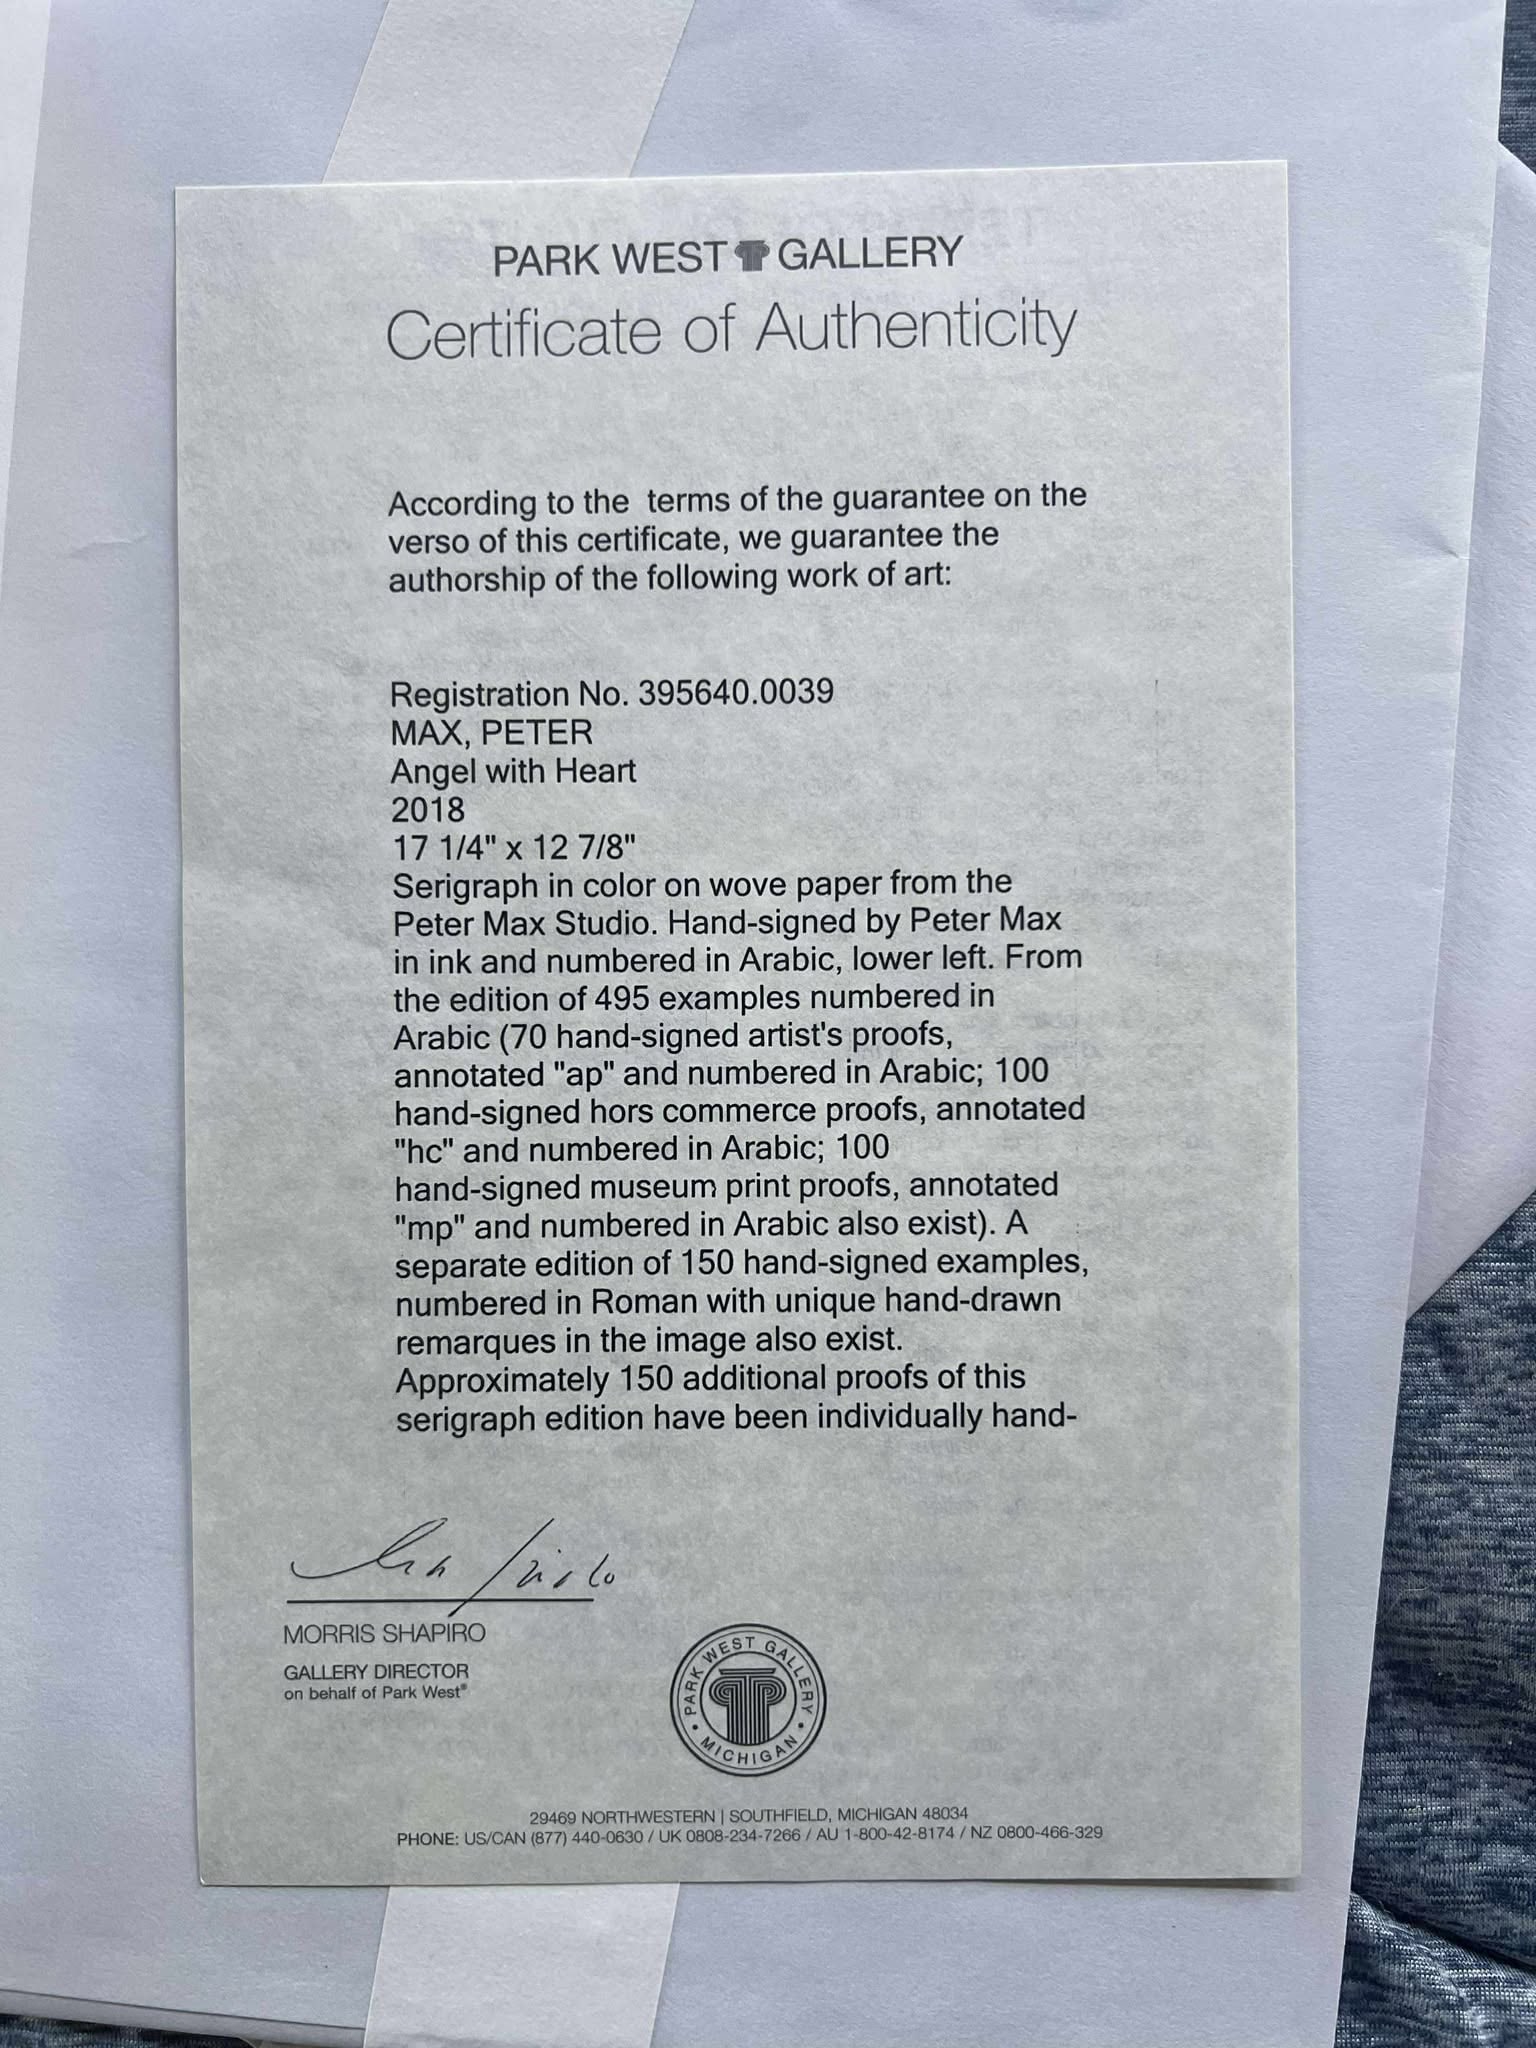 PARK WEST GALLERY
Certificate of Authenticity
According to the terms of the guarantee on the
verso of this certificate, we guarantee the
authorship of the following work of art:
Registration No. 395640.0039
MAX, PETER
Angel with Heart
2018
17 1/4" x 12 7/8"
Serigraph in color on wove paper from the
Peter Max Studio. Hand-signed by Peter Max
in ink and numbered in Arabic, lower left. From
the edition of 495 examples numbered in
Arabic (70 hand-signed artist's proofs,
annotated "ap" and numbered in Arabic; 100
hand-signed hors commerce proofs, annotated
"hc" and numbered in Arabic; 100
hand-signed museum print proofs, annotated
"mp" and numbered in Arabic also exist). A
separate edition of 150 hand-signed examples,
numbered in Roman with unique hand-drawn
remarques in the image also exist.
Approximately 150 additional proofs of this
serigraph edition have been individually hand-
MORRIS SHAPIRO
GALLERY DIRECTOR
on behalf of Park West®
PARK WEST GALLERY • MICHIGAN •
29469 NORTHWESTERN | SOUTHFIELD, MICHIGAN 48034
PHONE: US/CAN (877) 440-0630 / UK 0808-234-7266 / AU 1-800-42-8174 / NZ 0800-466-329